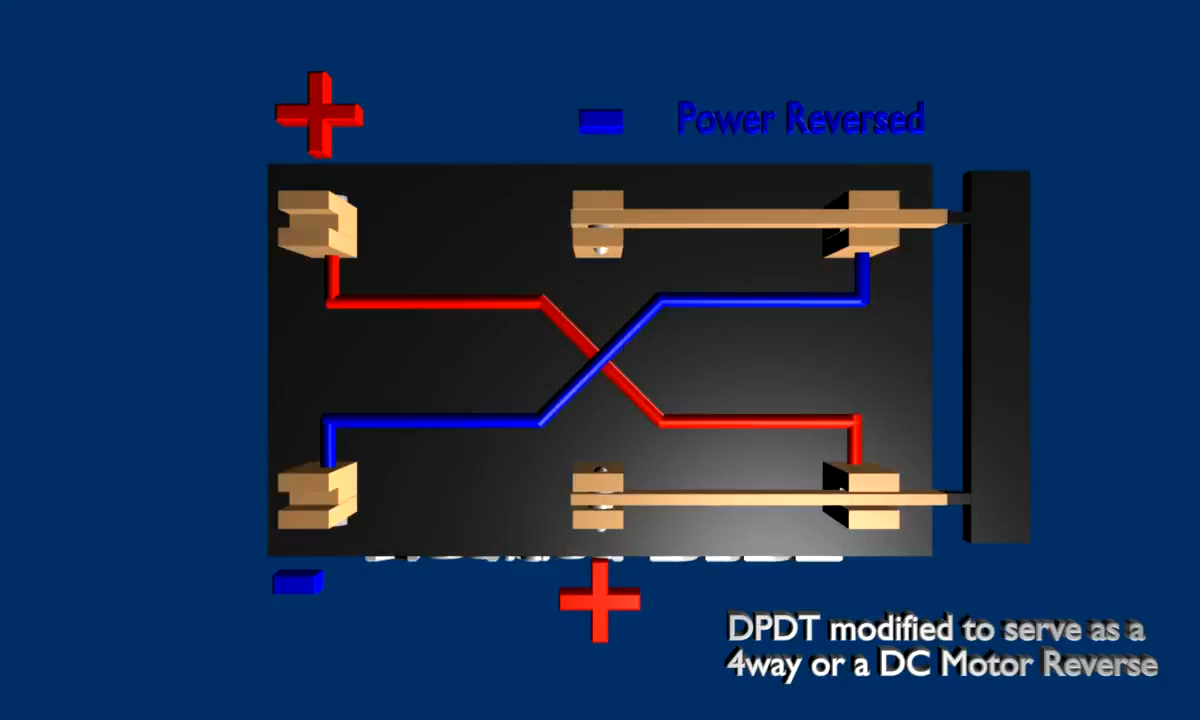 Power Reversed
DPDT modified to serve as a
4way or a DC Motor Reverse